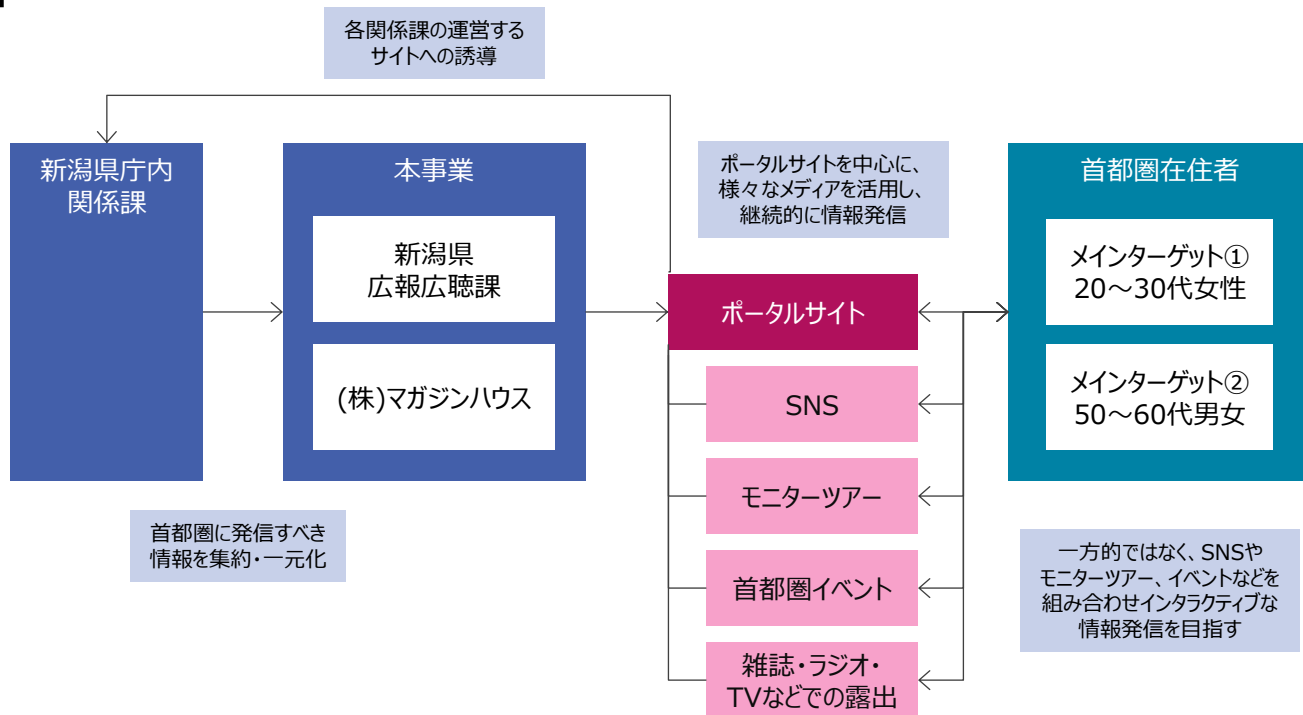 各関係課の運営する
サイトへの誘導
新潟県庁内
関係課
本事業
新潟県
広報広聴課
(株)マガジンハウス
首都圏に発信すべき
情報を集約・一元化
ポータルサイトを中心に、
様々なメディアを活用し、
継続的に情報発信
ポータルサイト
SNS
モニターツアー
首都圏イベント
雑誌・ラジオ・
TVなどでの露出
首都圏在住者
メインターゲット①
20～30代女性
メインターゲット②
50～60代男女
一方的ではなく、SNSや
モニターツアー、イベントなどを
組み合わせインタラクティブな
情報発信を目指す